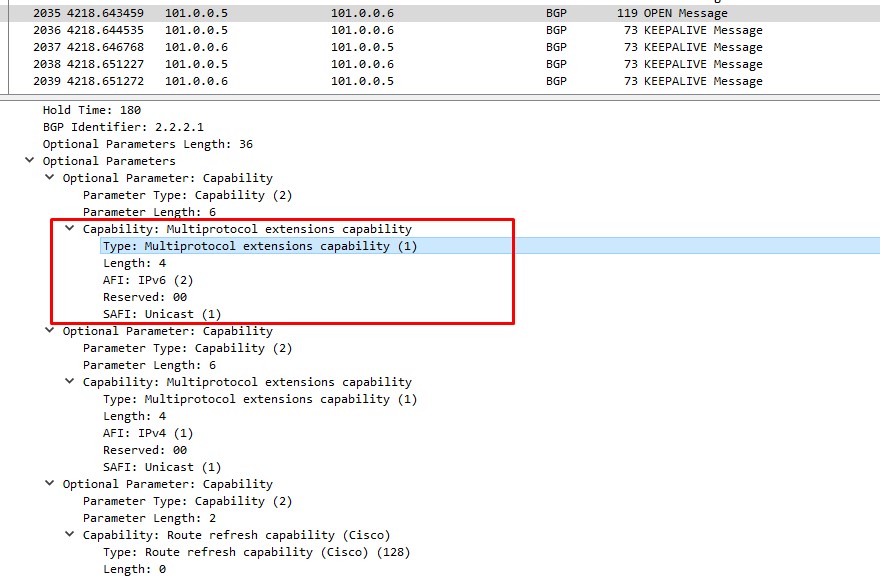 2035 4218.643459 101.0.0.5 101.0.0.6 BGP 119 OPEN Message
2036 4218.644535 101.0.0.5 101.0.0.6 BGP 73 KEEPALIVE Message
2037 4218.646768 101.0.0.6 101.0.0.5 BGP 73 KEEPALIVE Message
2038 4218.651227 101.0.0.5 101.0.0.6 BGP 73 KEEPALIVE Message
2039 4218.651272 101.0.0.6 101.0.0.5 BGP 73 KEEPALIVE Message
Hold Time: 180
BGP Identifier: 2.2.2.1
Optional Parameters Length: 36
Optional Parameters
Optional Parameter: Capability
Parameter Type: Capability (2)
Parameter Length: 6
Capability: Multiprotocol extensions capability
Type: Multiprotocol extensions capability (1)
Length: 4
AFI: IPv6 (2)
Reserved: 00
SAFI: Unicast (1)
Optional Parameter: Capability
Parameter Type: Capability (2)
Parameter Length: 6
Capability: Multiprotocol extensions capability
Type: Multiprotocol extensions capability (1)
Length: 4
AFI: IPv4 (1)
Reserved: 00
SAFI: Unicast (1)
Optional Parameter: Capability
Parameter Type: Capability (2)
Parameter Length: 2
Capability: Route refresh capability (Cisco)
Type: Route refresh capability (Cisco) (128)
Length: 0